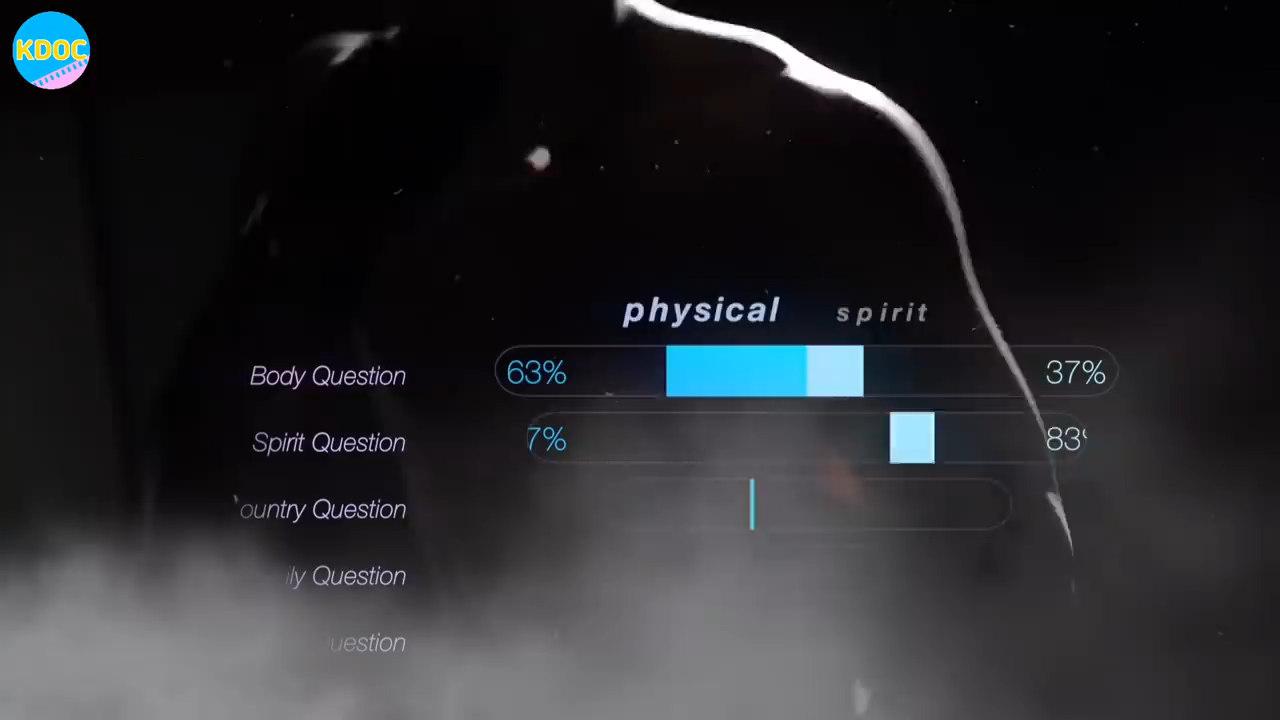 KDOC
physical spirit
Body Question 63% 37%
Spirit Question 7% 83
ountry Question
ily Question
uestion